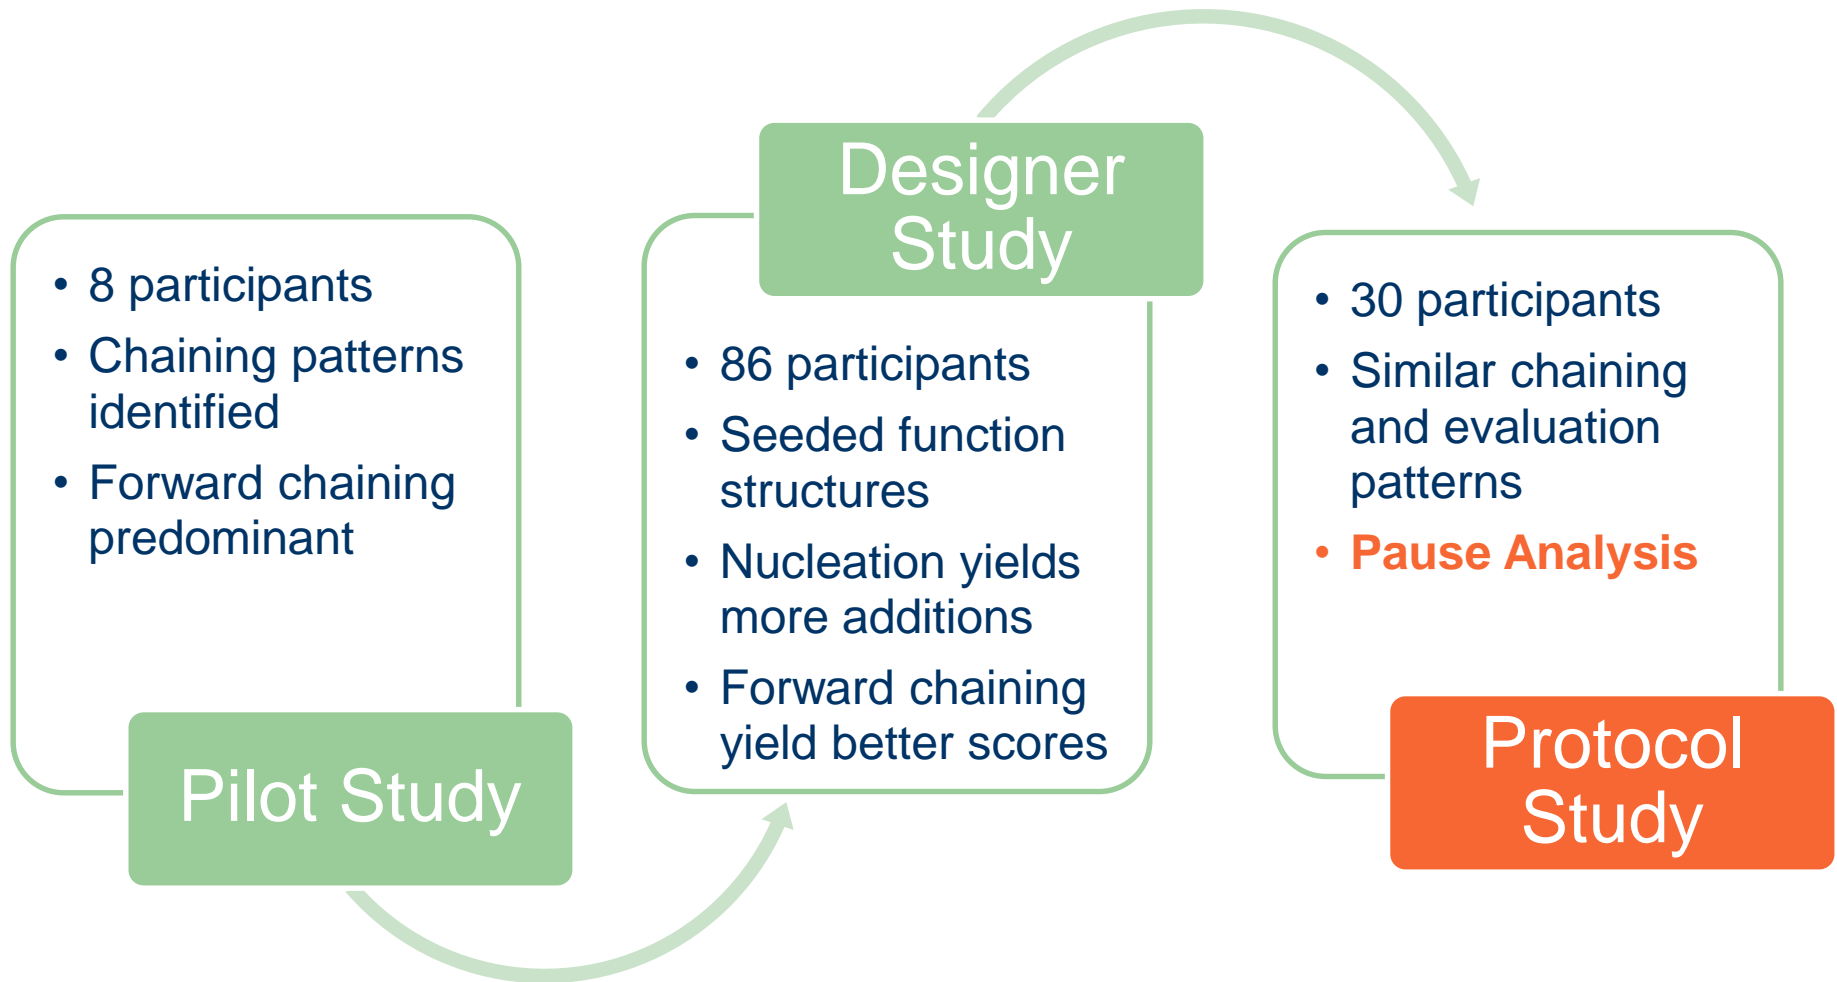 • 8 participants
• Chaining patterns
identified
• Forward chaining
predominant
Pilot Study
Designer
Study
• 86 participants
• Seeded function
structures
• Nucleation yields
more additions
• Forward chaining
yield better scores
• 30 participants
• Similar chaining
and evaluation
patterns
• Pause Analysis
Protocol
Study